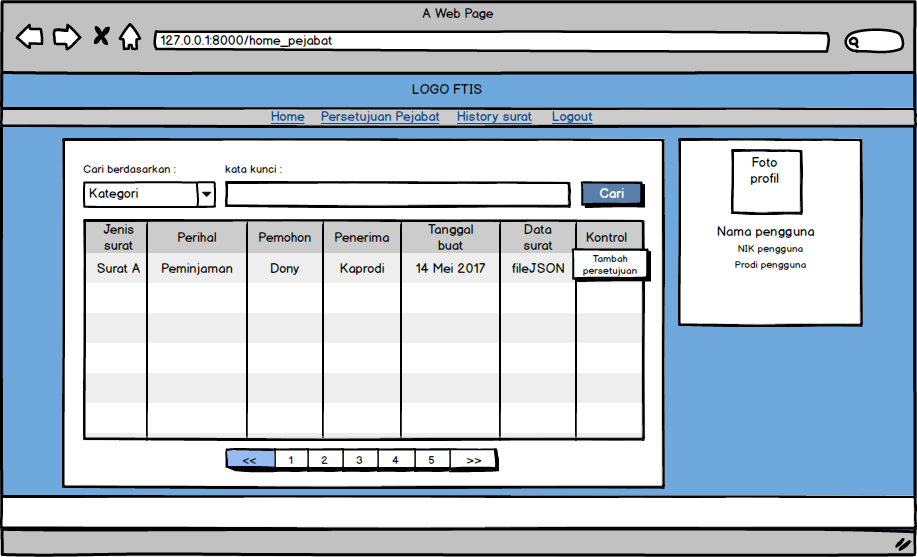 A Web Page
127.0.0.1:8000/home_pejabat
LOGO FTIS
Home Persetujuan Pejabat History surat Logout
Cari berdasarkan : kata kunci :
Kategori Cari
Jenis surat Perihal Pemohon Penerima Tanggal buat Data surat Kontrol
Surat A Peminjaman Dony Kaprodi 14 Mei 2017 fileJSON Tambah persetujuan
<< 1 2 3 4 5 >>
Foto
profil
Nama pengguna
NIK pengguna
Prodi pengguna